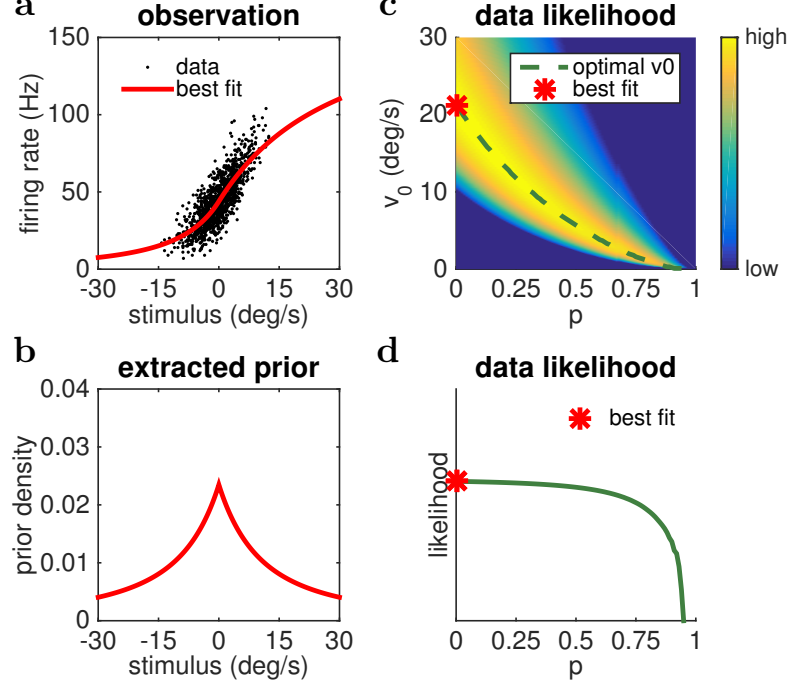 a
observation
150
100
50
0
firing rate (Hz)
data
best fit
-30
-15
0
15
30
stimulus (deg/s)
c
data likelihood
30
20
10
0
v0 (deg/s)
optimal v0
best fit
0
0.25
0.5
0.75
1
p
high
low
b
extracted prior
0.04
0.03
0.02
0.01
0
prior density
-30
-15
0
15
30
stimulus (deg/s)
d
data likelihood
likelihood
best fit
0
0.25
0.5
0.75
1
p